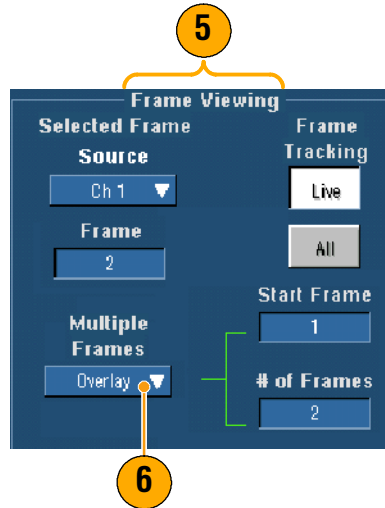 5
Frame Viewing
Selected Frame
Source
Ch 1
Frame
2
Multiple
Frames
Overlay
Frame
Tracking
Live
All
Start Frame
1
# of Frames
2
6